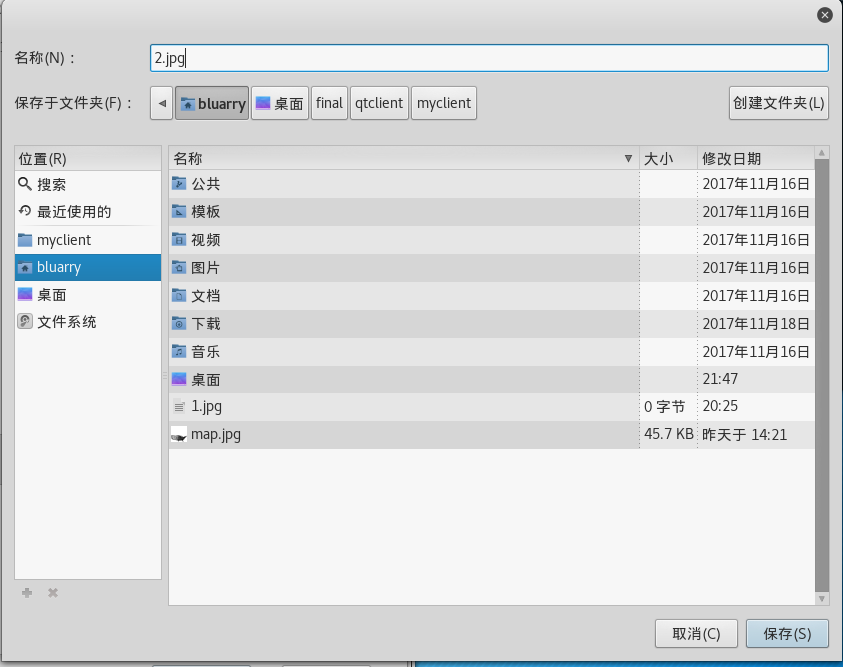 名称(N)：
2.jpg
保存于文件夹(F)：
bluarry 桌面 final qtclient myclient
创建文件夹(L)
位置(R)
搜索
最近使用的
myclient
bluarry
桌面
文件系统
名称 大小 修改日期
公共 2017年11月16日
模板 2017年11月16日
视频 2017年11月16日
图片 2017年11月16日
文档 2017年11月16日
下载 2017年11月18日
音乐 2017年11月16日
桌面 21:47
1.jpg 0 字节 20:25
map.jpg 45.7 KB 昨天于 14:21
取消(C) 保存(S)